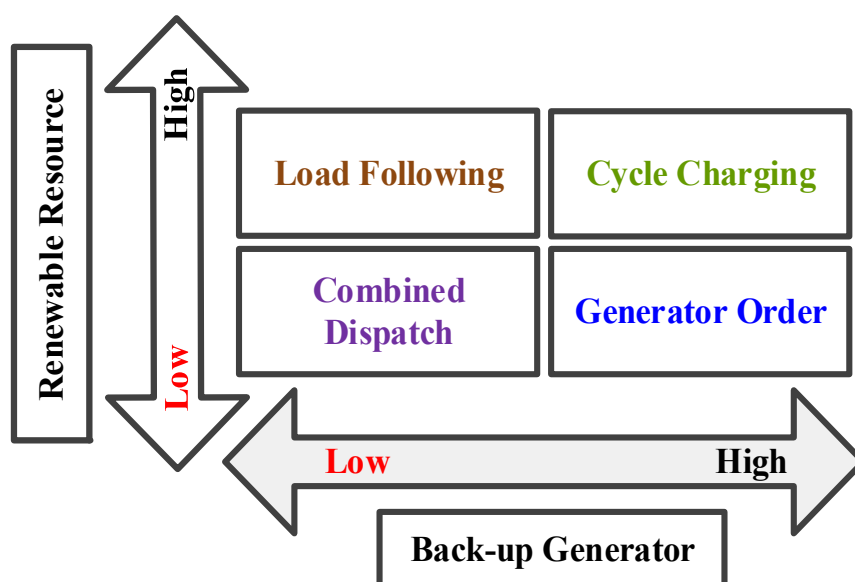 Renewable Resource
High
Low
Load Following
Cycle Charging
Combined
Dispatch
Generator Order
Low
High
Back-up Generator